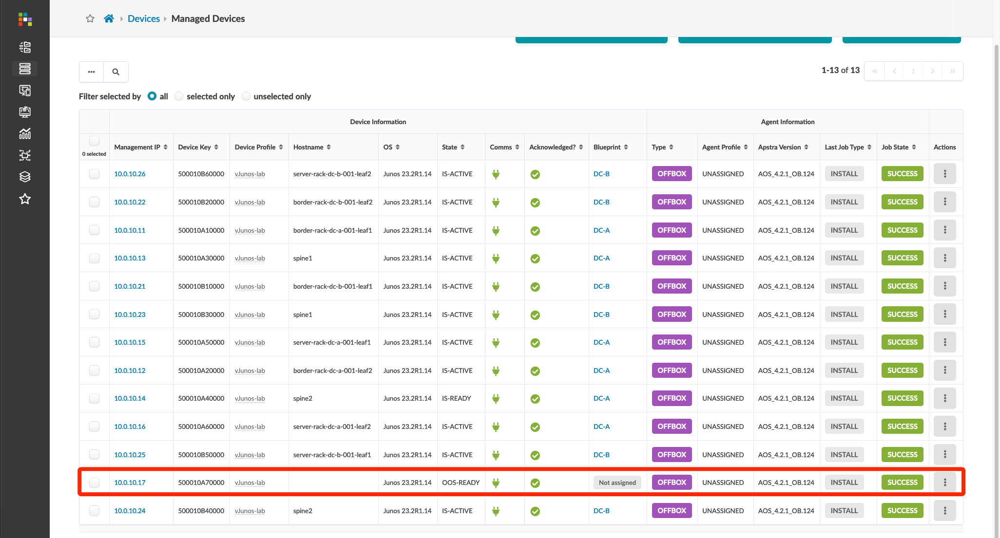 Devices Managed Devices
1-13 of 13 « < 1 > »
Filter selected by all selected only unselected only
Device Information Agent Information
0 selected Management IP Device Key Device Profile Hostname OS State Comms Acknowledged? Blueprint Type Agent Profile Apstra Version Last Job Type Job State Actions
10.0.10.26 500010B60000 vJunos-lab server-rack-dc-b-001-leaf2 Junos 23.2R1.14 IS-ACTIVE DC-B OFFBOX UNASSIGNED AOS_4.2.1_OB.124 INSTALL SUCCESS
10.0.10.22 500010B20000 vJunos-lab border-rack-dc-b-001-leaf2 Junos 23.2R1.14 IS-ACTIVE DC-B OFFBOX UNASSIGNED AOS_4.2.1_OB.124 INSTALL SUCCESS
10.0.10.11 500010A10000 vJunos-lab border-rack-dc-a-001-leaf1 Junos 23.2R1.14 IS-ACTIVE DC-A OFFBOX UNASSIGNED AOS_4.2.1_OB.124 INSTALL SUCCESS
10.0.10.13 500010A30000 vJunos-lab spine1 Junos 23.2R1.14 IS-ACTIVE DC-A OFFBOX UNASSIGNED AOS_4.2.1_OB.124 INSTALL SUCCESS
10.0.10.21 500010B10000 vJunos-lab border-rack-dc-b-001-leaf1 Junos 23.2R1.14 IS-ACTIVE DC-B OFFBOX UNASSIGNED AOS_4.2.1_OB.124 INSTALL SUCCESS
10.0.10.23 500010B30000 vJunos-lab spine1 Junos 23.2R1.14 IS-ACTIVE DC-B OFFBOX UNASSIGNED AOS_4.2.1_OB.124 INSTALL SUCCESS
10.0.10.15 500010A50000 vJunos-lab server-rack-dc-a-001-leaf1 Junos 23.2R1.14 IS-ACTIVE DC-A OFFBOX UNASSIGNED AOS_4.2.1_OB.124 INSTALL SUCCESS
10.0.10.12 500010A20000 vJunos-lab border-rack-dc-a-001-leaf2 Junos 23.2R1.14 IS-ACTIVE DC-A OFFBOX UNASSIGNED AOS_4.2.1_OB.124 INSTALL SUCCESS
10.0.10.14 500010A40000 vJunos-lab spine2 Junos 23.2R1.14 IS-READY DC-A OFFBOX UNASSIGNED AOS_4.2.1_OB.124 INSTALL SUCCESS
10.0.10.16 500010A60000 vJunos-lab server-rack-dc-a-001-leaf2 Junos 23.2R1.14 IS-ACTIVE DC-A OFFBOX UNASSIGNED AOS_4.2.1_OB.124 INSTALL SUCCESS
10.0.10.25 500010B50000 vJunos-lab server-rack-dc-b-001-leaf1 Junos 23.2R1.14 IS-ACTIVE DC-B OFFBOX UNASSIGNED AOS_4.2.1_OB.124 INSTALL SUCCESS
10.0.10.17 500010A70000 vJunos-lab Junos 23.2R1.14 OOS-READY Not assigned OFFBOX UNASSIGNED AOS_4.2.1_OB.124 INSTALL SUCCESS
10.0.10.24 500010B40000 vJunos-lab spine2 Junos 23.2R1.14 IS-ACTIVE DC-B OFFBOX UNASSIGNED AOS_4.2.1_OB.124 INSTALL SUCCESS